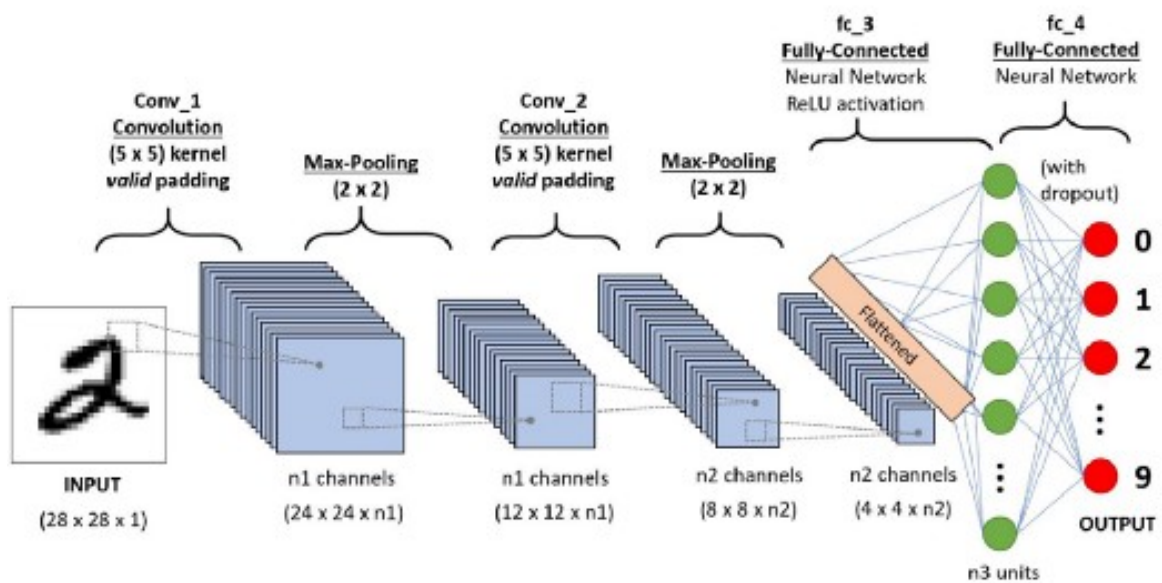 fc_3
Fully-Connected
Neural Network
ReLU activation
fc_4
Fully-Connected
Neural Network
Conv_1
Convolution
(5 x 5) kernel
valid padding
Max-Pooling
(2 x 2)
Conv_2
Convolution
(5 x 5) kernel
valid padding
Max-Pooling
(2 x 2)
(with
dropout)
Flattened
0
1
2
9
INPUT
(28 x 28 x 1)
n1 channels
(24 x 24 x n1)
n1 channels
(12 x 12 x n1)
n2 channels
(8 x 8 x n2)
n2 channels
(4 x 4 x n2)
n3 units
OUTPUT